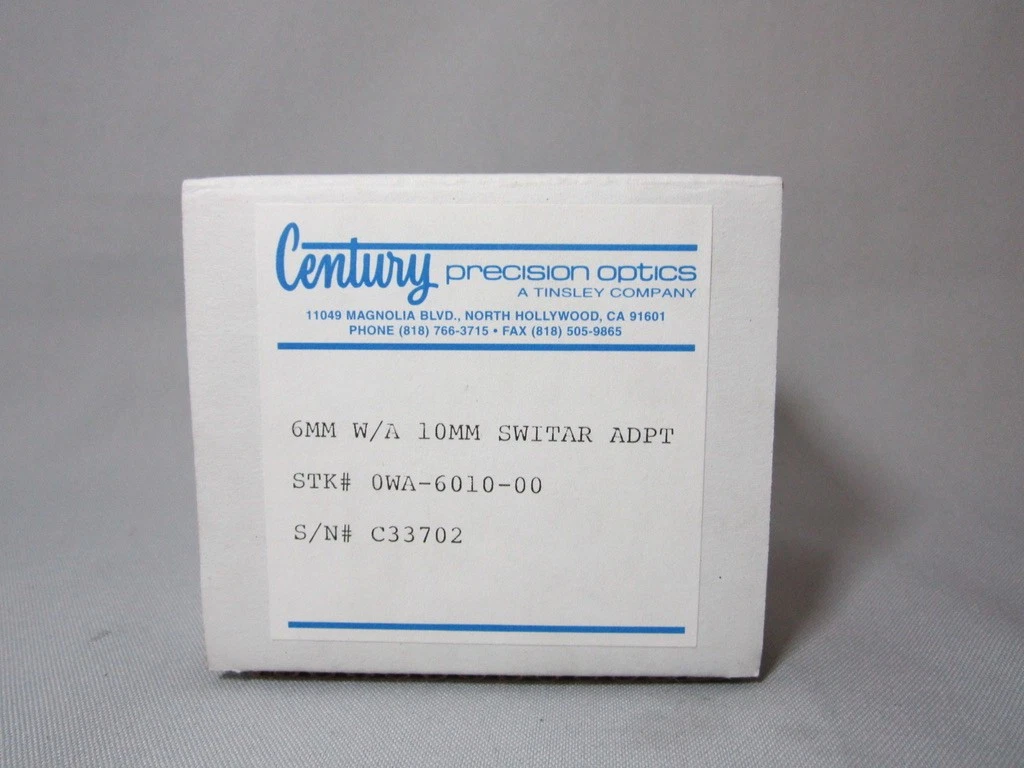 Century precision optics
A TINSLEY COMPANY
11049 MAGNOLIA BLVD., NORTH HOLLYWOOD, CA 91601
PHONE (818) 766-3715 • FAX (818) 505-9865
6MM W/A 10MM SWITAR ADPT
STK# 0WA-6010-00
S/N# C33702